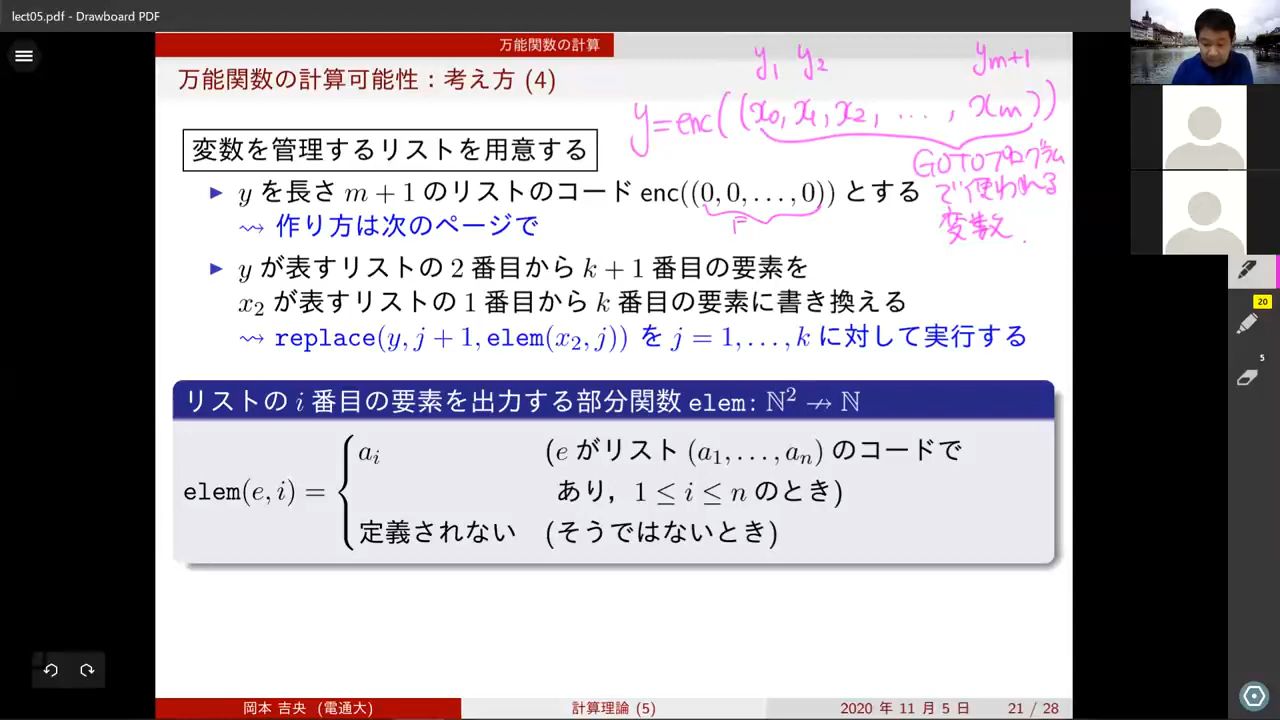 lect05.pdf - Drawboard PDF
万能関数の計算
万能関数の計算可能性：考え方 (4)
y₁ y₂ yₘ₊₁
y=enc((x₀, x₁, x₂, ..., xₘ))
GOTOプログラム
で使われる
変数.
変数を管理するリストを用意する
▶ y を長さ m + 1 のリストのコード enc((0, 0, . . . , 0)) とする
⇝ 作り方は次のページで
▶ y が表すリストの 2 番目から k + 1 番目の要素を
x₂ が表すリストの 1 番目から k 番目の要素に書き換える
⇝ replace(y, j + 1, elem(x₂, j)) を j = 1, . . . , k に対して実行する
リストの i 番目の要素を出力する部分関数 elem: ℕ² ⇸ ℕ
elem(e, i) = { aᵢ (e がリスト (a₁, . . . , aₙ) のコードで
あり，1 ≤ i ≤ n のとき)
定義されない (そうではないとき)
岡本 吉央 (電通大) 計算理論 (5) 2020 年 11 月 5 日 21 / 28
20
5